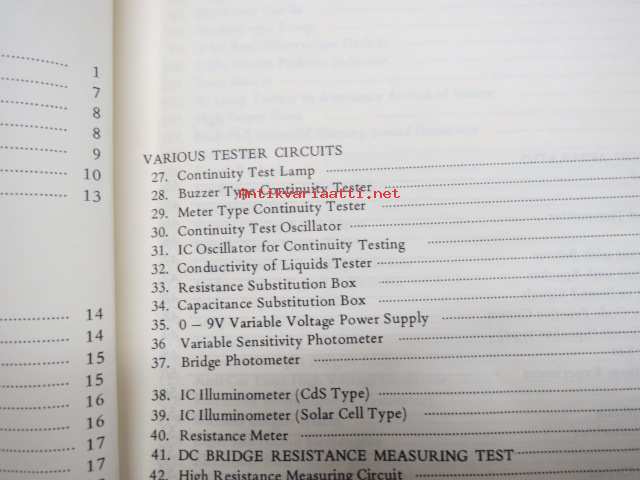 1
7
8
8
9
10
13
14
14
15
15
16
16
17
17
VARIOUS TESTER CIRCUITS
27. Continuity Test Lamp
28. Buzzer Type Continuity Tester
Antikvariaatti.net
29. Meter Type Continuity Tester
30. Continuity Test Oscillator
31. IC Oscillator for Continuity Testing
32. Conductivity of Liquids Tester
33. Resistance Substitution Box
34. Capacitance Substitution Box
35. 0 – 9V Variable Voltage Power Supply
36 Variable Sensitivity Photometer
37. Bridge Photometer
38. IC Illuminometer (CdS Type)
39. IC Illuminometer (Solar Cell Type)
40. Resistance Meter
41. DC BRIDGE RESISTANCE MEASURING TEST
42. High Resistance Measuring Circuit